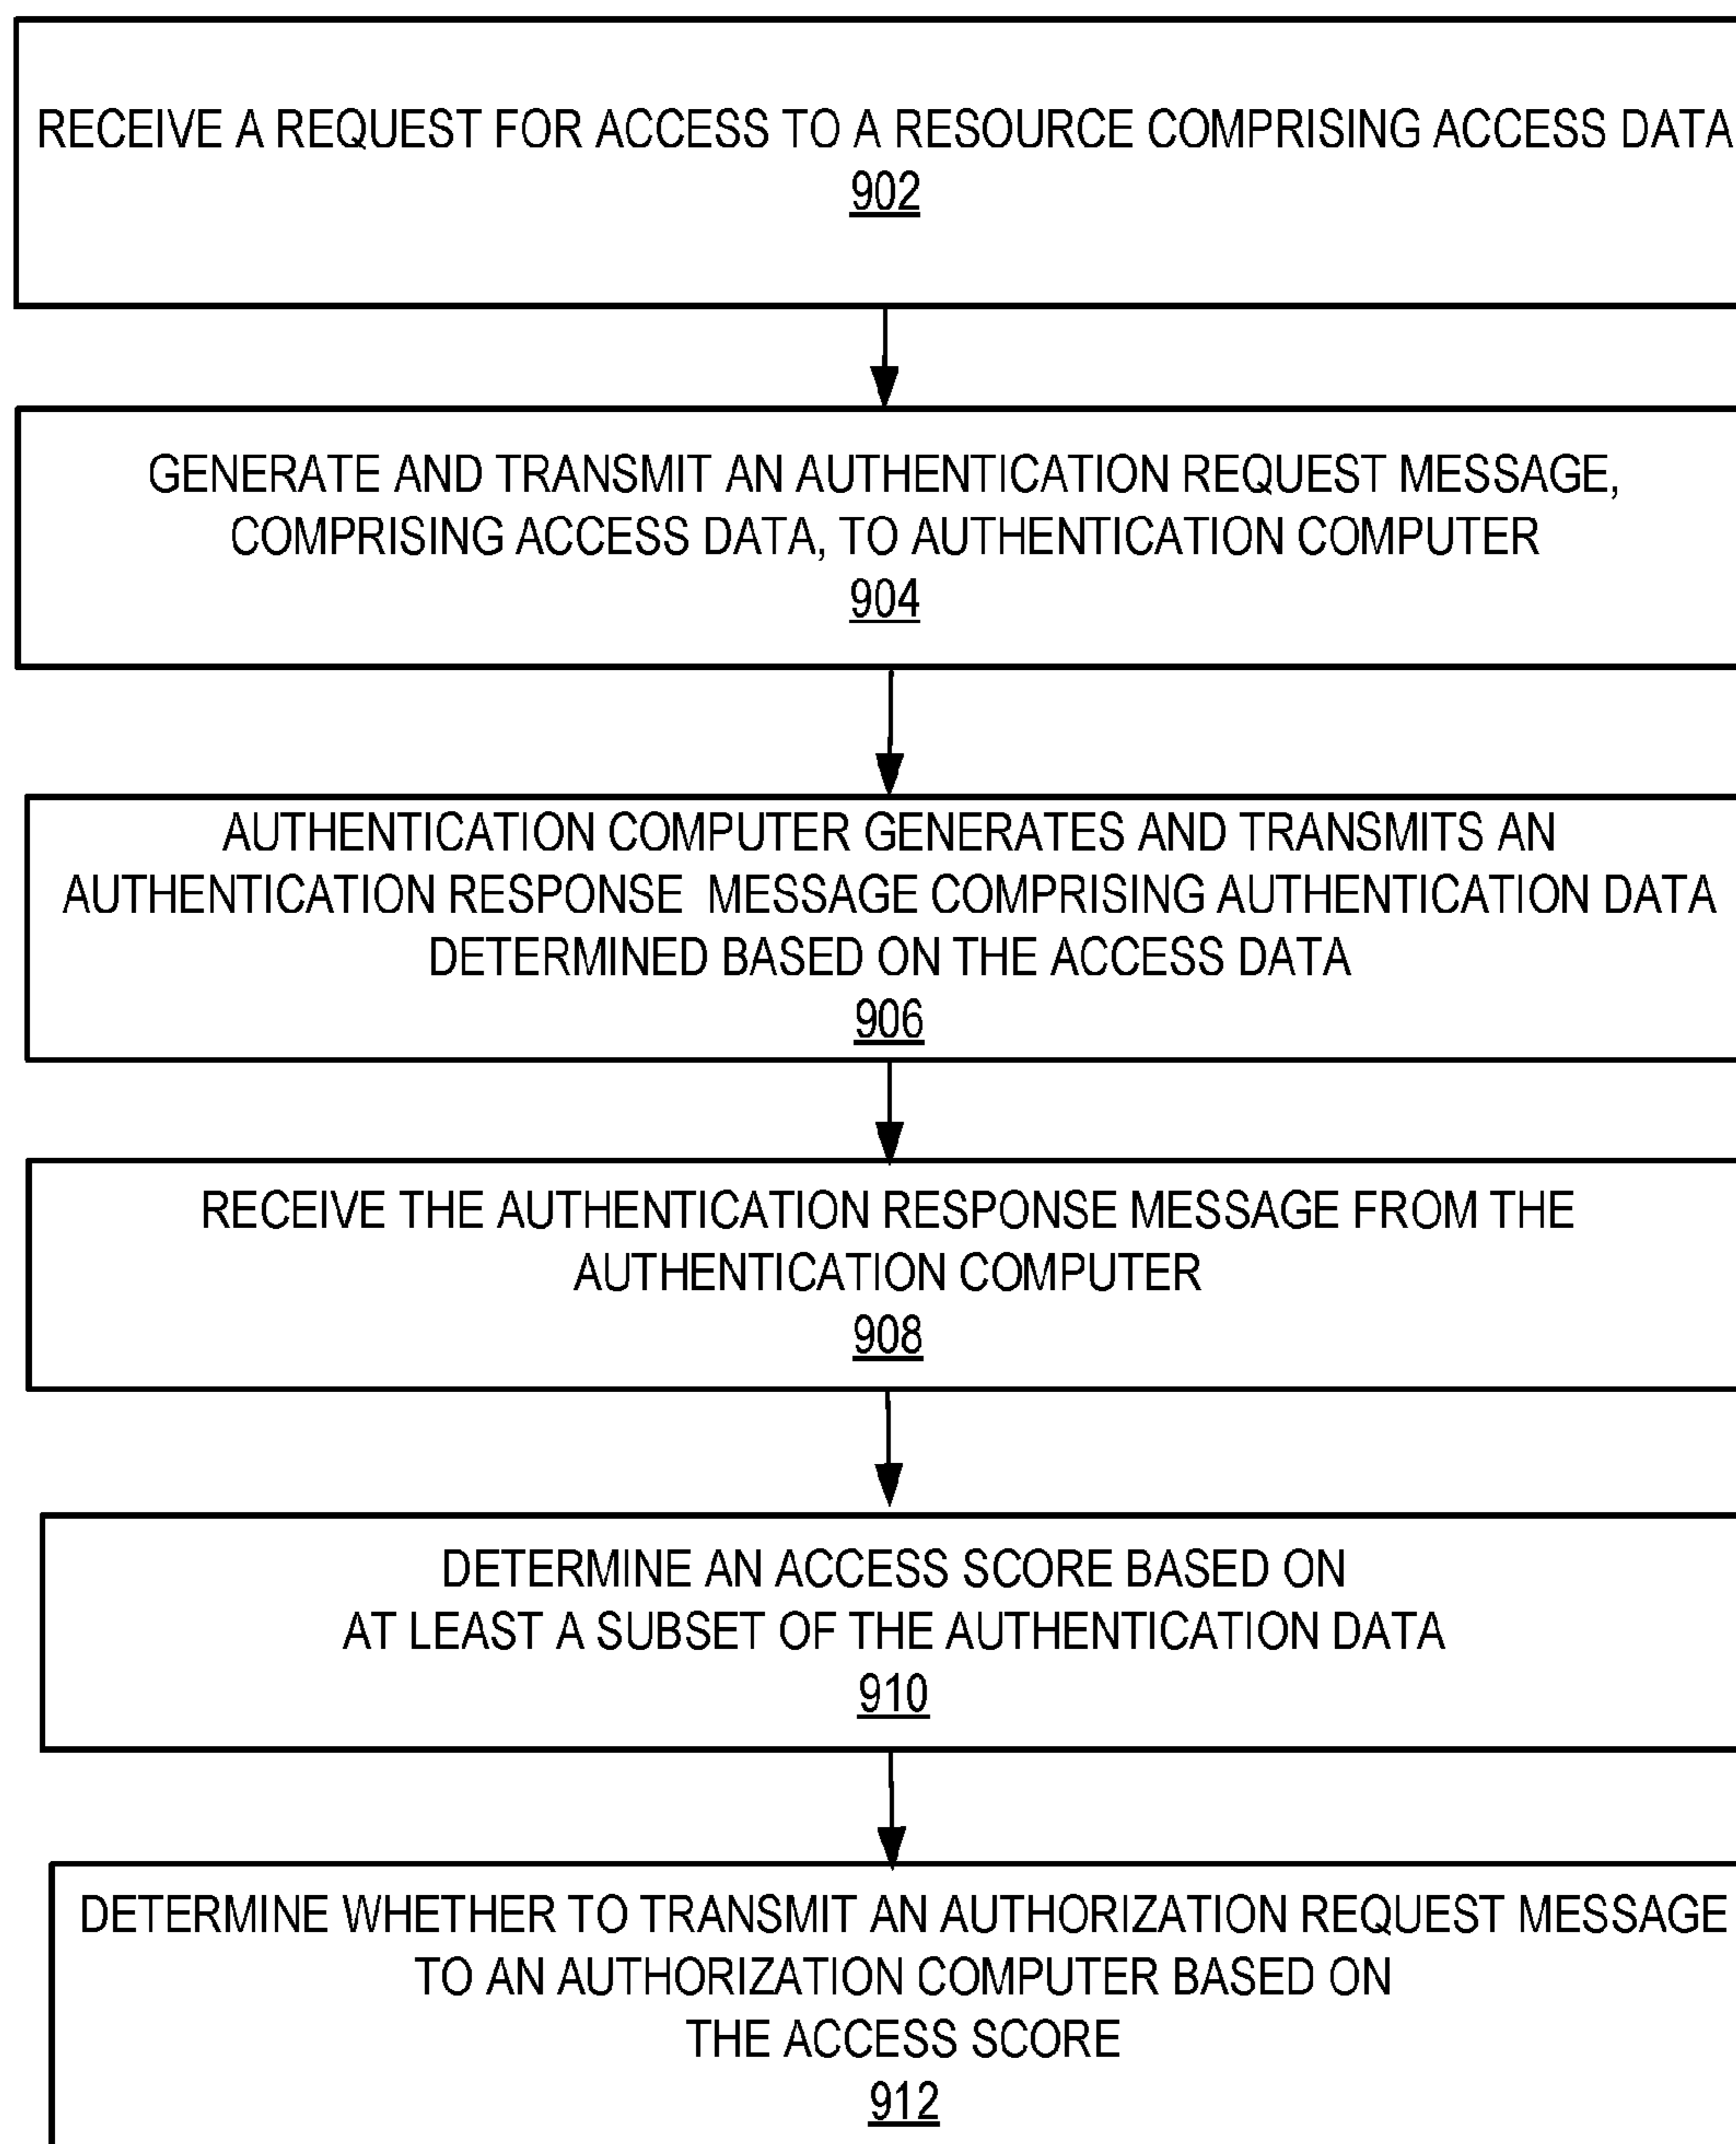 RECEIVE A REQUEST FOR ACCESS TO A RESOURCE COMPRISING ACCESS DATA
902
GENERATE AND TRANSMIT AN AUTHENTICATION REQUEST MESSAGE,
COMPRISING ACCESS DATA, TO AUTHENTICATION COMPUTER
904
AUTHENTICATION COMPUTER GENERATES AND TRANSMITS AN
AUTHENTICATION RESPONSE MESSAGE COMPRISING AUTHENTICATION DATA
DETERMINED BASED ON THE ACCESS DATA
906
RECEIVE THE AUTHENTICATION RESPONSE MESSAGE FROM THE
AUTHENTICATION COMPUTER
908
DETERMINE AN ACCESS SCORE BASED ON
AT LEAST A SUBSET OF THE AUTHENTICATION DATA
910
DETERMINE WHETHER TO TRANSMIT AN AUTHORIZATION REQUEST MESSAGE
TO AN AUTHORIZATION COMPUTER BASED ON
THE ACCESS SCORE
912